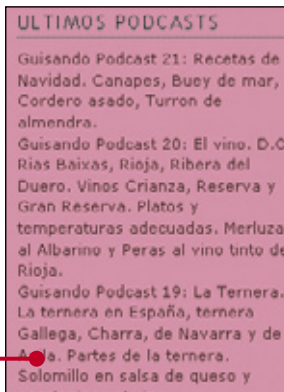 ULTIMOS PODCASTS
Guisando Podcast 21: Recetas de
Navidad. Canapes, Buey de mar,
Cordero asado, Turron de
almendra.
Guisando Podcast 20: El vino. D.O
Rias Baixas, Rioja, Ribera del
Duero. Vinos Crianza, Reserva y
Gran Reserva. Platos y
temperaturas adecuadas. Merluza
al Albarino y Peras al vino tinto de
Rioja.
Guisando Podcast 19: La Ternera.
La ternera en España, ternera
Gallega, Charra, de Navarra y de
Partes de la ternera.
Solomillo en salsa de queso y